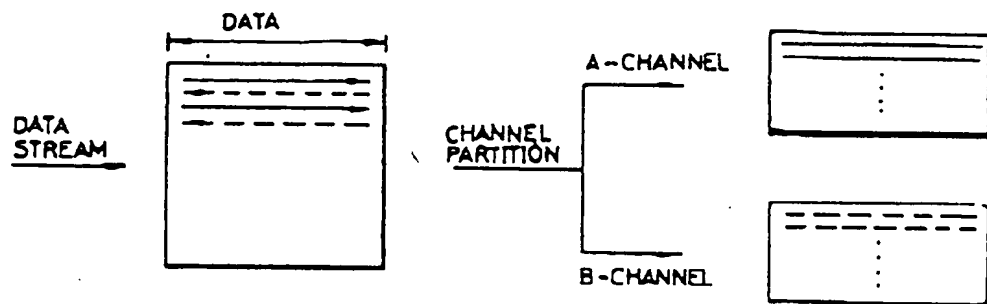 DATA
DATA
STREAM
CHANNEL
PARTITION
A-CHANNEL
B-CHANNEL